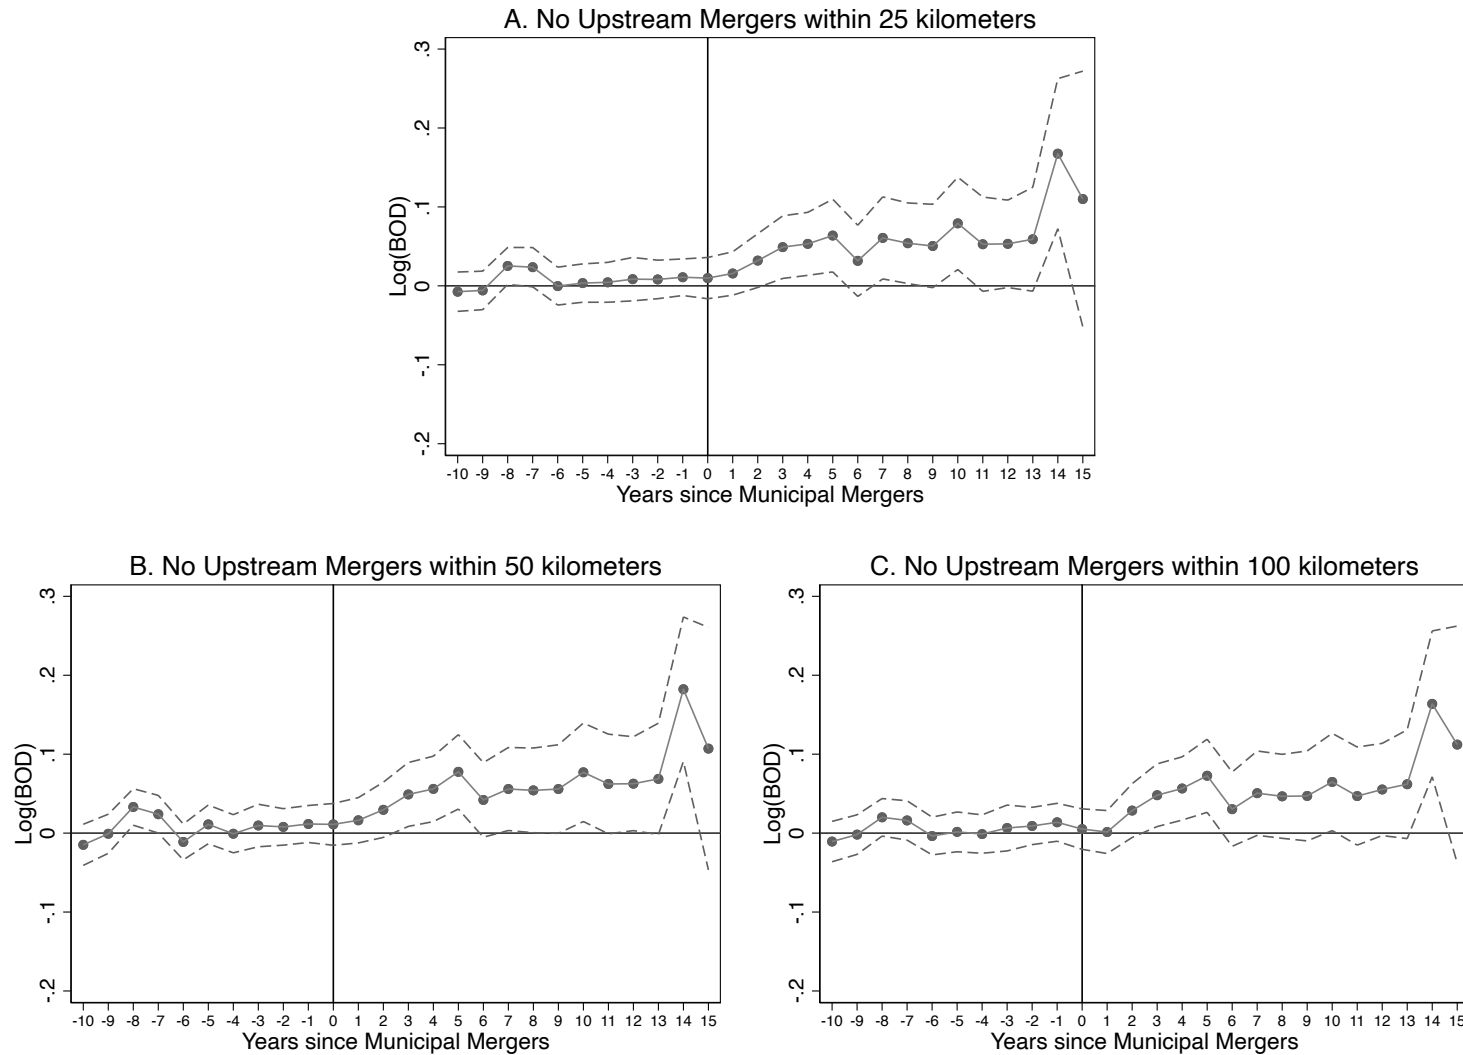 A. No Upstream Mergers within 25 kilometers
.3
.2
.1
0
-.1
-.2
Log(BOD)
-10 -9 -8 -7 -6 -5 -4 -3 -2 -1 0 1 2 3 4 5 6 7 8 9 10 11 12 13 14 15
Years since Municipal Mergers
B. No Upstream Mergers within 50 kilometers
.3
.2
.1
0
-.1
-.2
Log(BOD)
-10 -9 -8 -7 -6 -5 -4 -3 -2 -1 0 1 2 3 4 5 6 7 8 9 10 11 12 13 14 15
Years since Municipal Mergers
C. No Upstream Mergers within 100 kilometers
.3
.2
.1
0
-.1
-.2
Log(BOD)
-10 -9 -8 -7 -6 -5 -4 -3 -2 -1 0 1 2 3 4 5 6 7 8 9 10 11 12 13 14 15
Years since Municipal Mergers